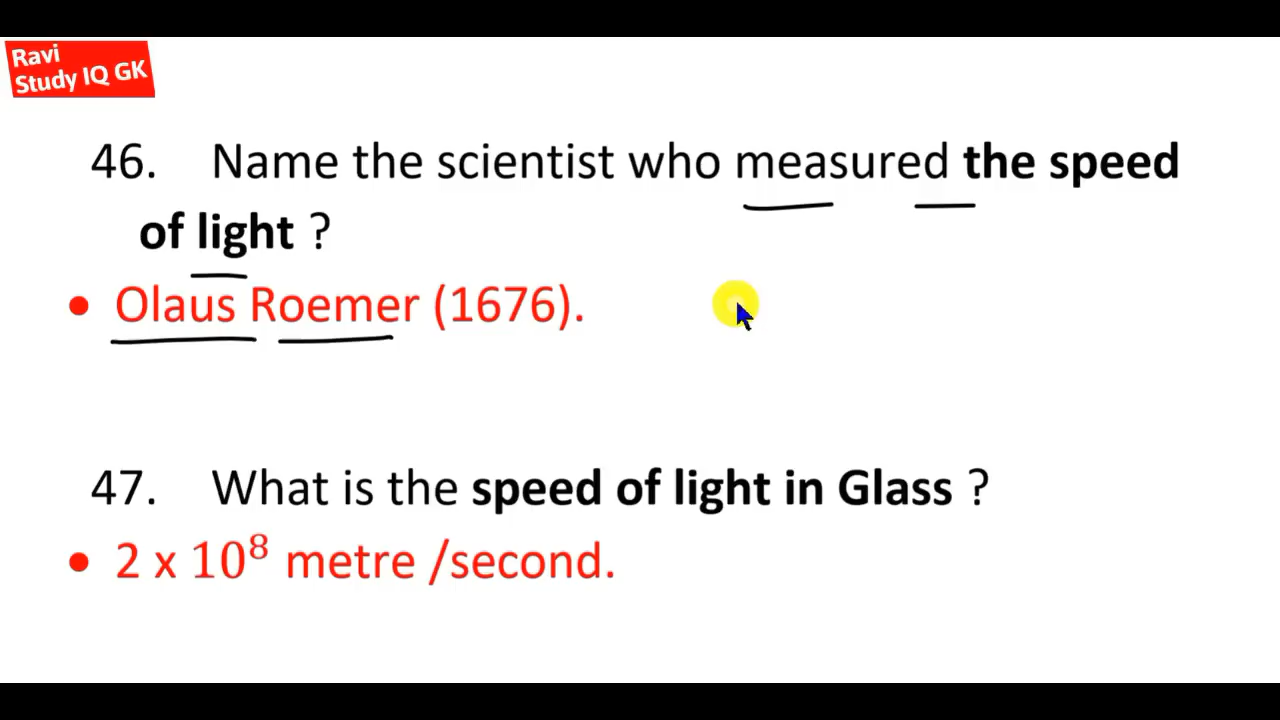 Ravi
Study IQ GK
46. Name the scientist who measured the speed
of light ?
• Olaus Roemer (1676).
47. What is the speed of light in Glass ?
• 2 x 10⁸ metre /second.